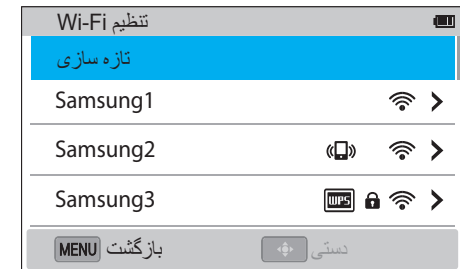 تنظیم Wi-Fi
تازه سازی
Samsung1
Samsung2
Samsung3
WPS
MENU بازگشت
دستی